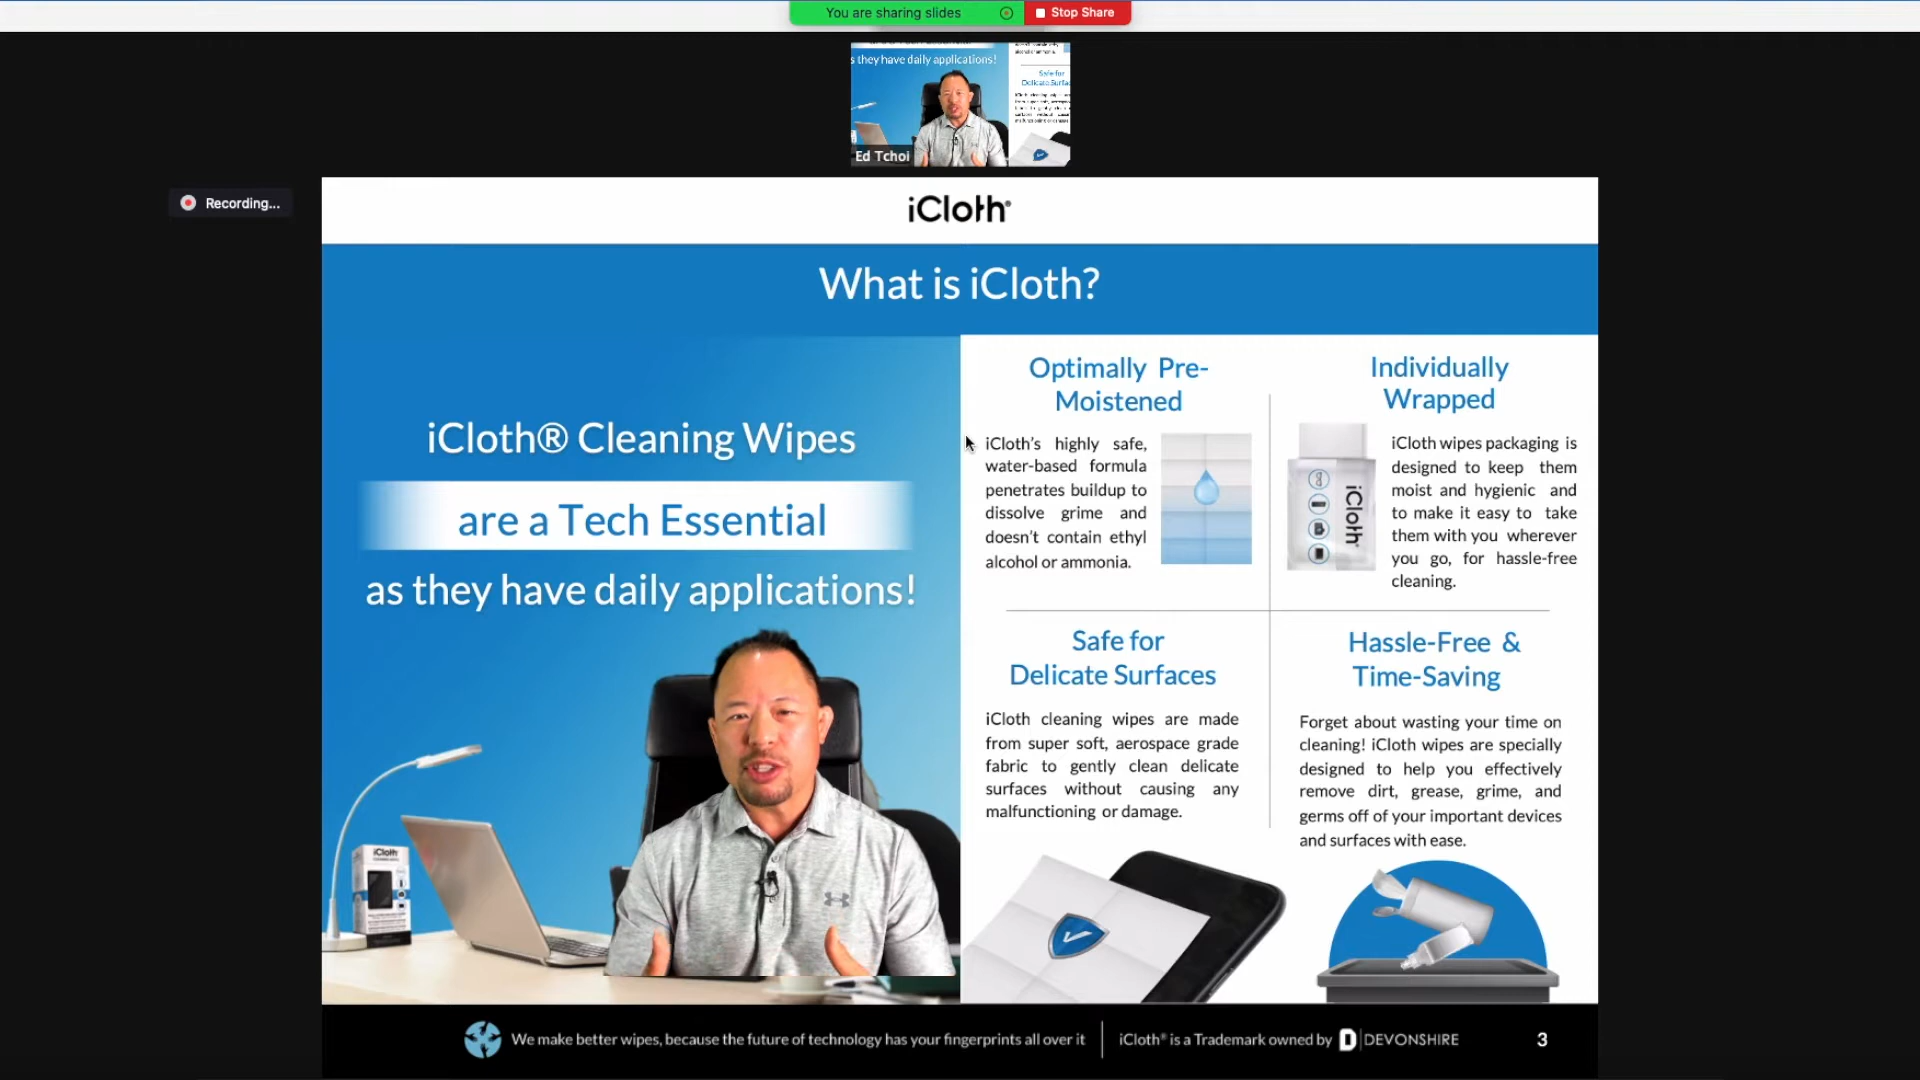 You are sharing slides
Stop Share
s they have daily applications!
Safe for
Ed Tchoi
Recording...
iCloth®
What is iCloth?
iCloth® Cleaning Wipes
are a Tech Essential
as they have daily applications!
iCloth
Optimally Pre-
Moistened
iCloth's highly safe,
water-based formula
penetrates buildup to
dissolve grime and
doesn't contain ethyl
alcohol or ammonia.
Individually
Wrapped
iCloth
iCloth wipes packaging is
designed to keep them
moist and hygienic and
to make it easy to take
them with you wherever
you go, for hassle-free
cleaning.
Safe for
Delicate Surfaces
iCloth cleaning wipes are made
from super soft, aerospace grade
fabric to gently clean delicate
surfaces without causing any
malfunctioning or damage.
Hassle-Free &
Time-Saving
Forget about wasting your time on
cleaning! iCloth wipes are specially
designed to help you effectively
remove dirt, grease, grime, and
germs off of your important devices
and surfaces with ease.
We make better wipes, because the future of technology has your fingerprints all over it
iCloth® is a Trademark owned by D DEVONSHIRE
3